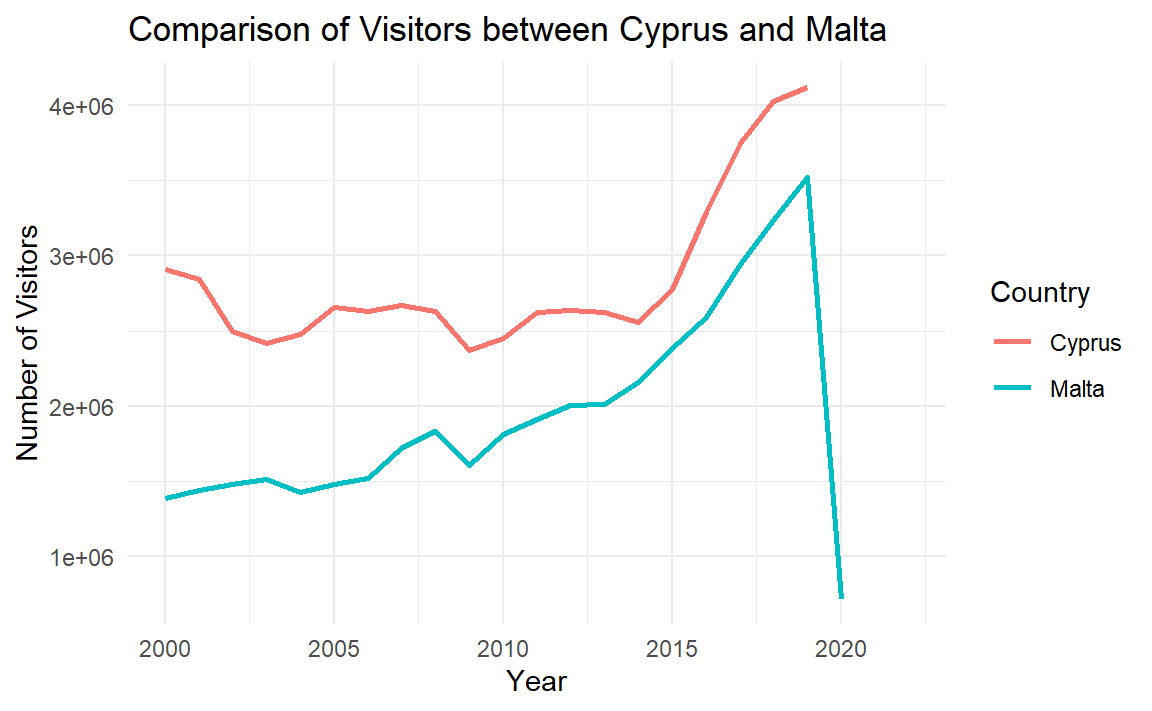 Comparison of Visitors between Cyprus and Malta
4e+06
3e+06
2e+06
1e+06
Number of Visitors
2000 2005 2010 2015 2020
Year
Country
Cyprus
Malta